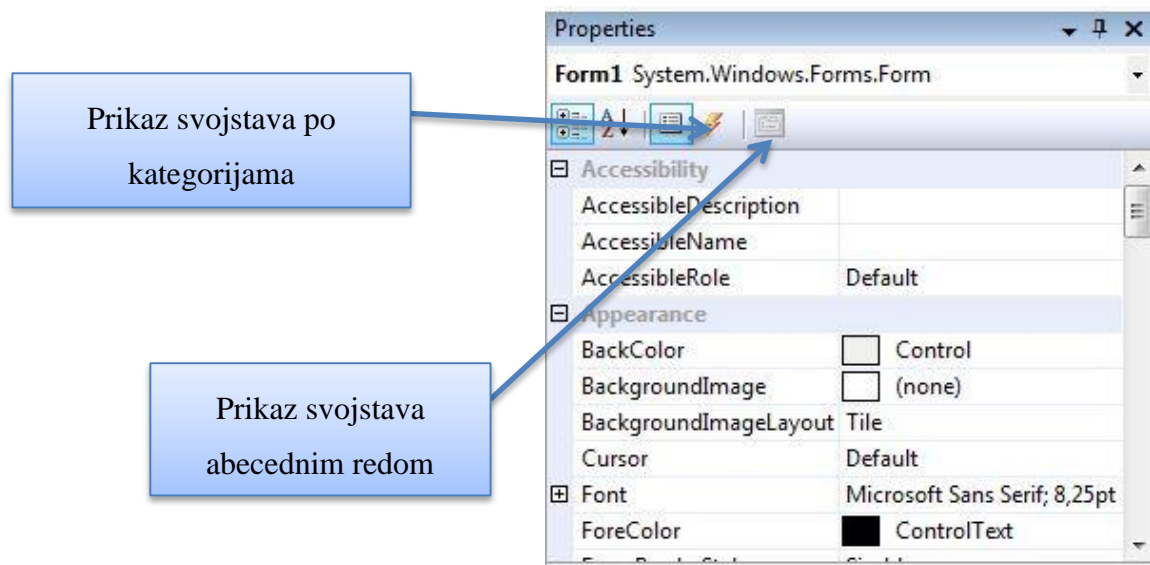 Properties
Form1 System.Windows.Forms.Form
Prikaz svojstava po
kategorijama
Accessibility
AccessibleDescription
AccessibleName
AccessibleRole Default
Appearance
BackColor Control
BackgroundImage (none)
BackgroundImageLayout Tile
Cursor Default
Font Microsoft Sans Serif; 8,25pt
ForeColor ControlText
Prikaz svojstava
abecednim redom